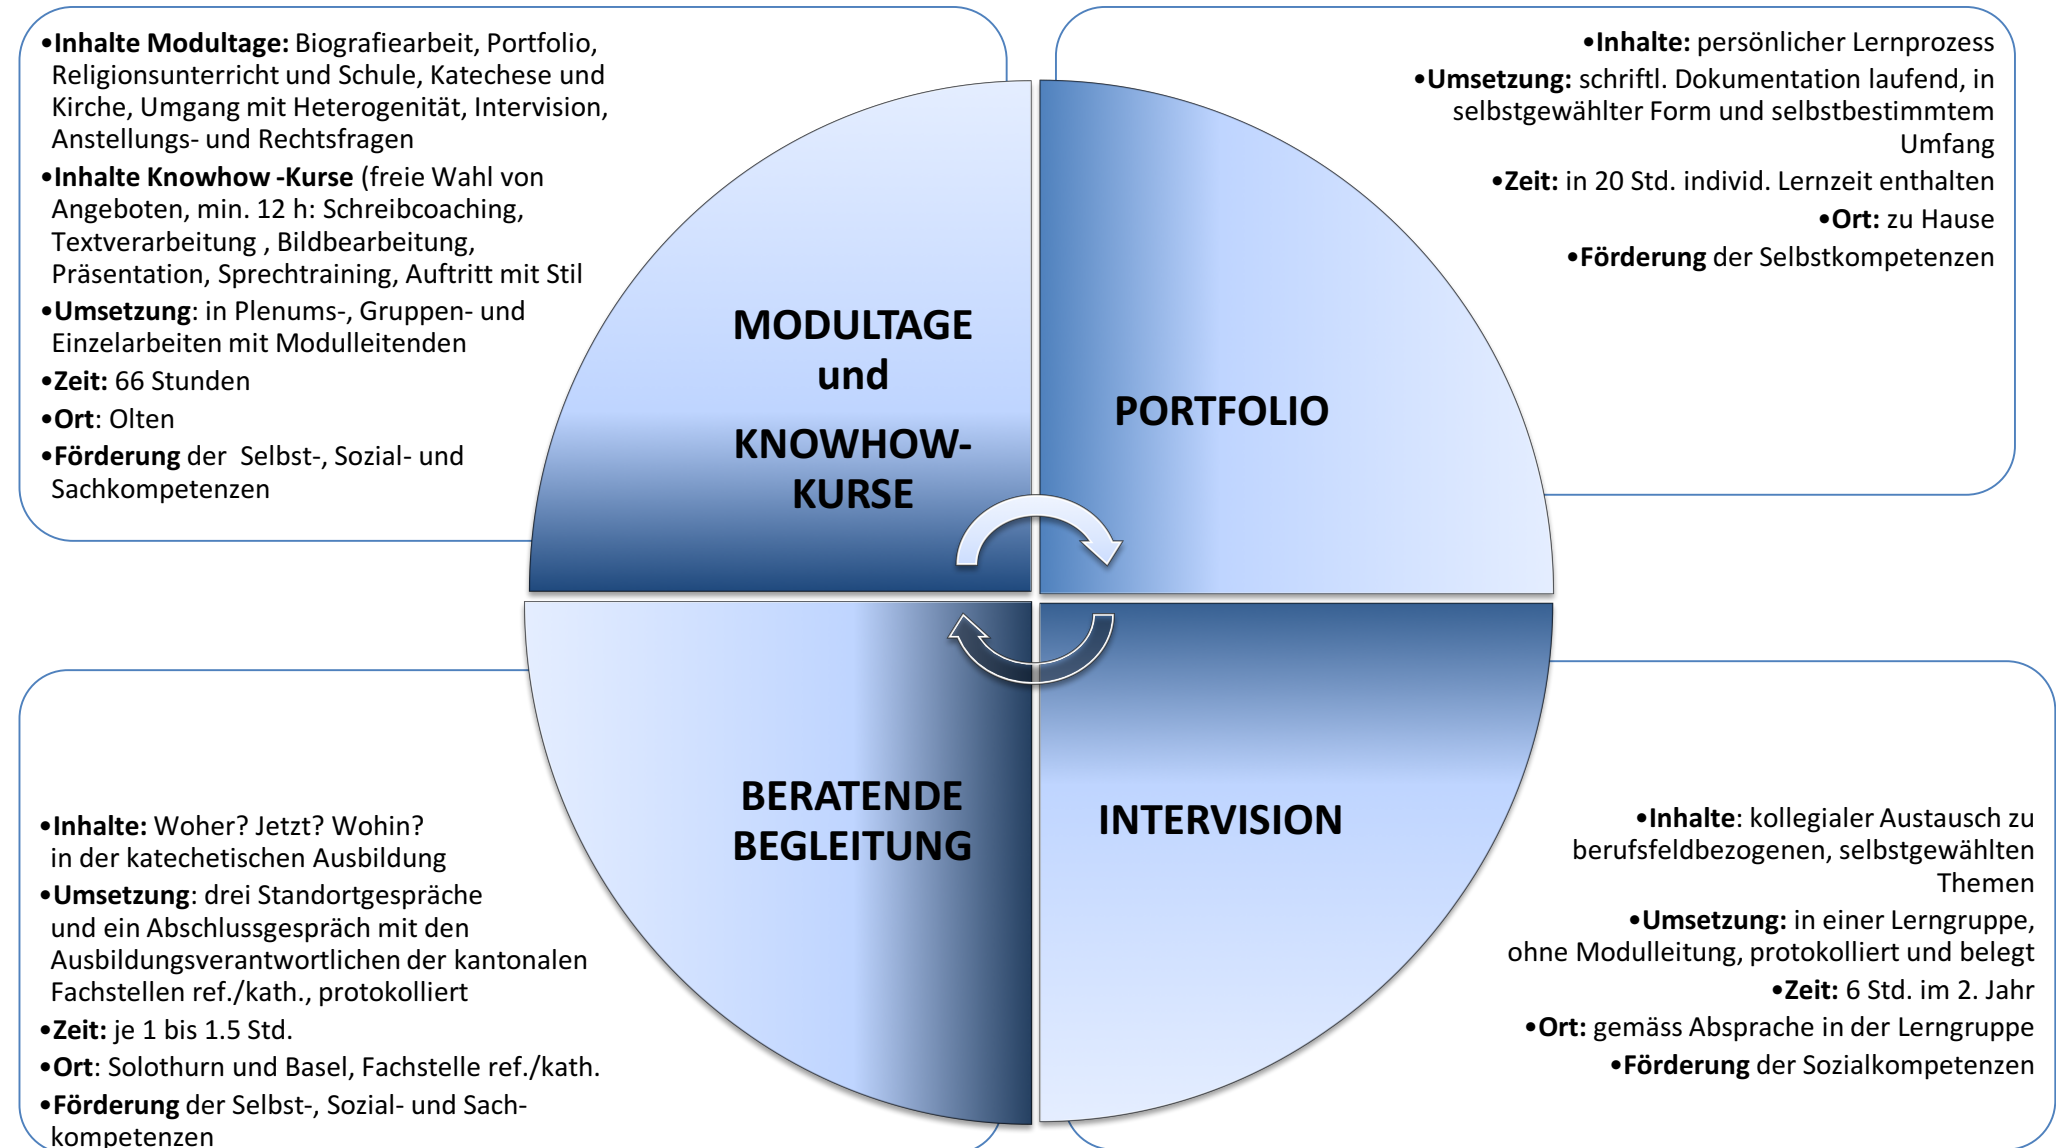 •Inhalte Modultage: Biografiearbeit, Portfolio,
Religionsunterricht und Schule, Katechese und
Kirche, Umgang mit Heterogenität, Intervision,
Anstellungs- und Rechtsfragen
•Inhalte Knowhow -Kurse (freie Wahl von
Angeboten, min. 12 h: Schreibcoaching,
Textverarbeitung , Bildbearbeitung,
Präsentation, Sprechtraining, Auftritt mit Stil
•Umsetzung: in Plenums-, Gruppen- und
Einzelarbeiten mit Modulleitenden
•Zeit: 66 Stunden
•Ort: Olten
•Förderung der  Selbst-, Sozial- und
Sachkompetenzen
MODULTAGE
und
KNOWHOW-
KURSE
•Inhalte: persönlicher Lernprozess
•Umsetzung: schriftl. Dokumentation laufend, in
selbstgewählter Form und selbstbestimmtem
Umfang
•Zeit: in 20 Std. individ. Lernzeit enthalten
•Ort: zu Hause
•Förderung der Selbstkompetenzen
PORTFOLIO
•Inhalte: Woher? Jetzt? Wohin?
in der katechetischen Ausbildung
•Umsetzung: drei Standortgespräche
und ein Abschlussgespräch mit den
Ausbildungsverantwortlichen der kantonalen
Fachstellen ref./kath., protokolliert
•Zeit: je 1 bis 1.5 Std.
•Ort: Solothurn und Basel, Fachstelle ref./kath.
•Förderung der Selbst-, Sozial- und Sach-
kompetenzen
BERATENDE
BEGLEITUNG
INTERVISION
•Inhalte: kollegialer Austausch zu
berufsfeldbezogenen, selbstgewählten
Themen
•Umsetzung: in einer Lerngruppe,
ohne Modulleitung, protokolliert und belegt
•Zeit: 6 Std. im 2. Jahr
•Ort: gemäss Absprache in der Lerngruppe
•Förderung der Sozialkompetenzen